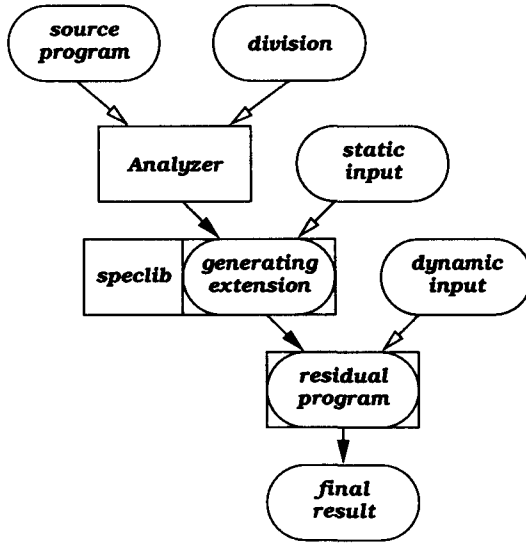 source
program
division
Analyzer
static
input
speclib
generating
extension
dynamic
input
residual
program
final
result